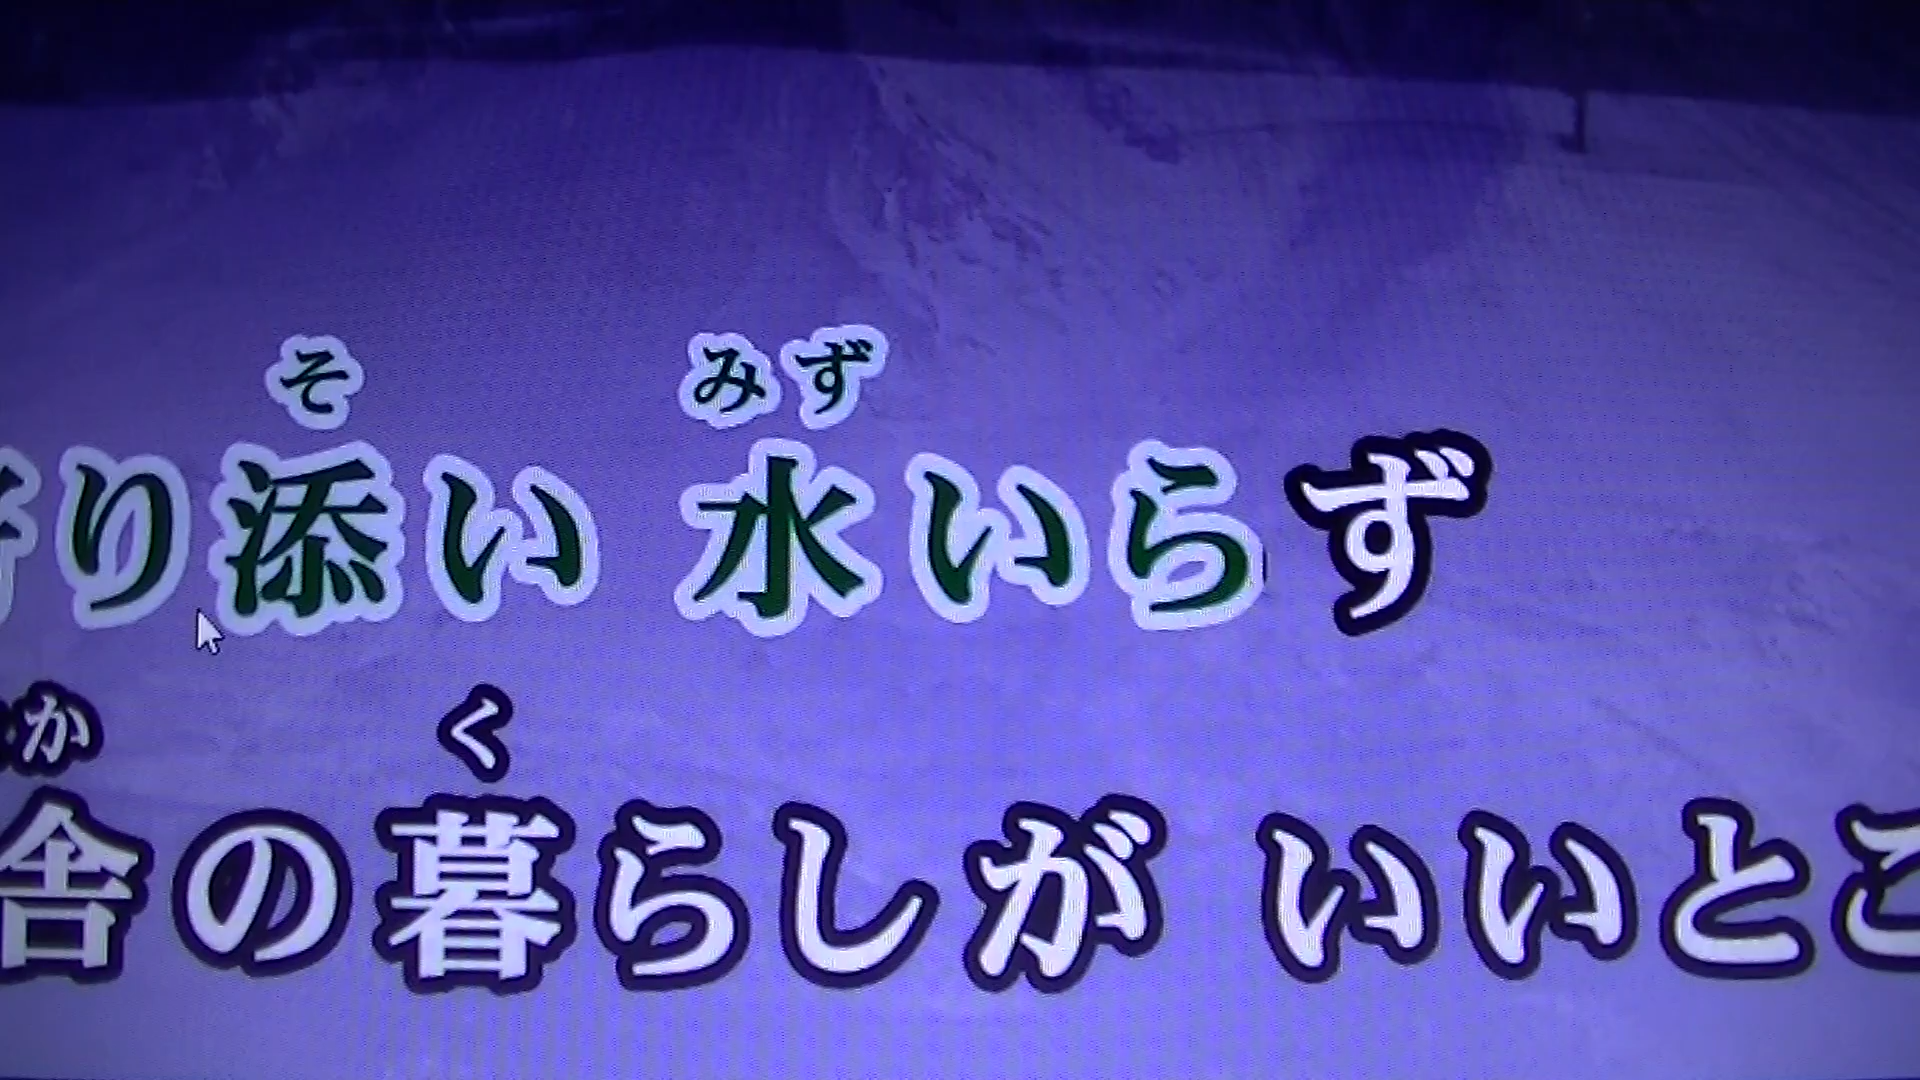 そ みず
り添い 水いらず
か く
舎の暮らしが いいとこ